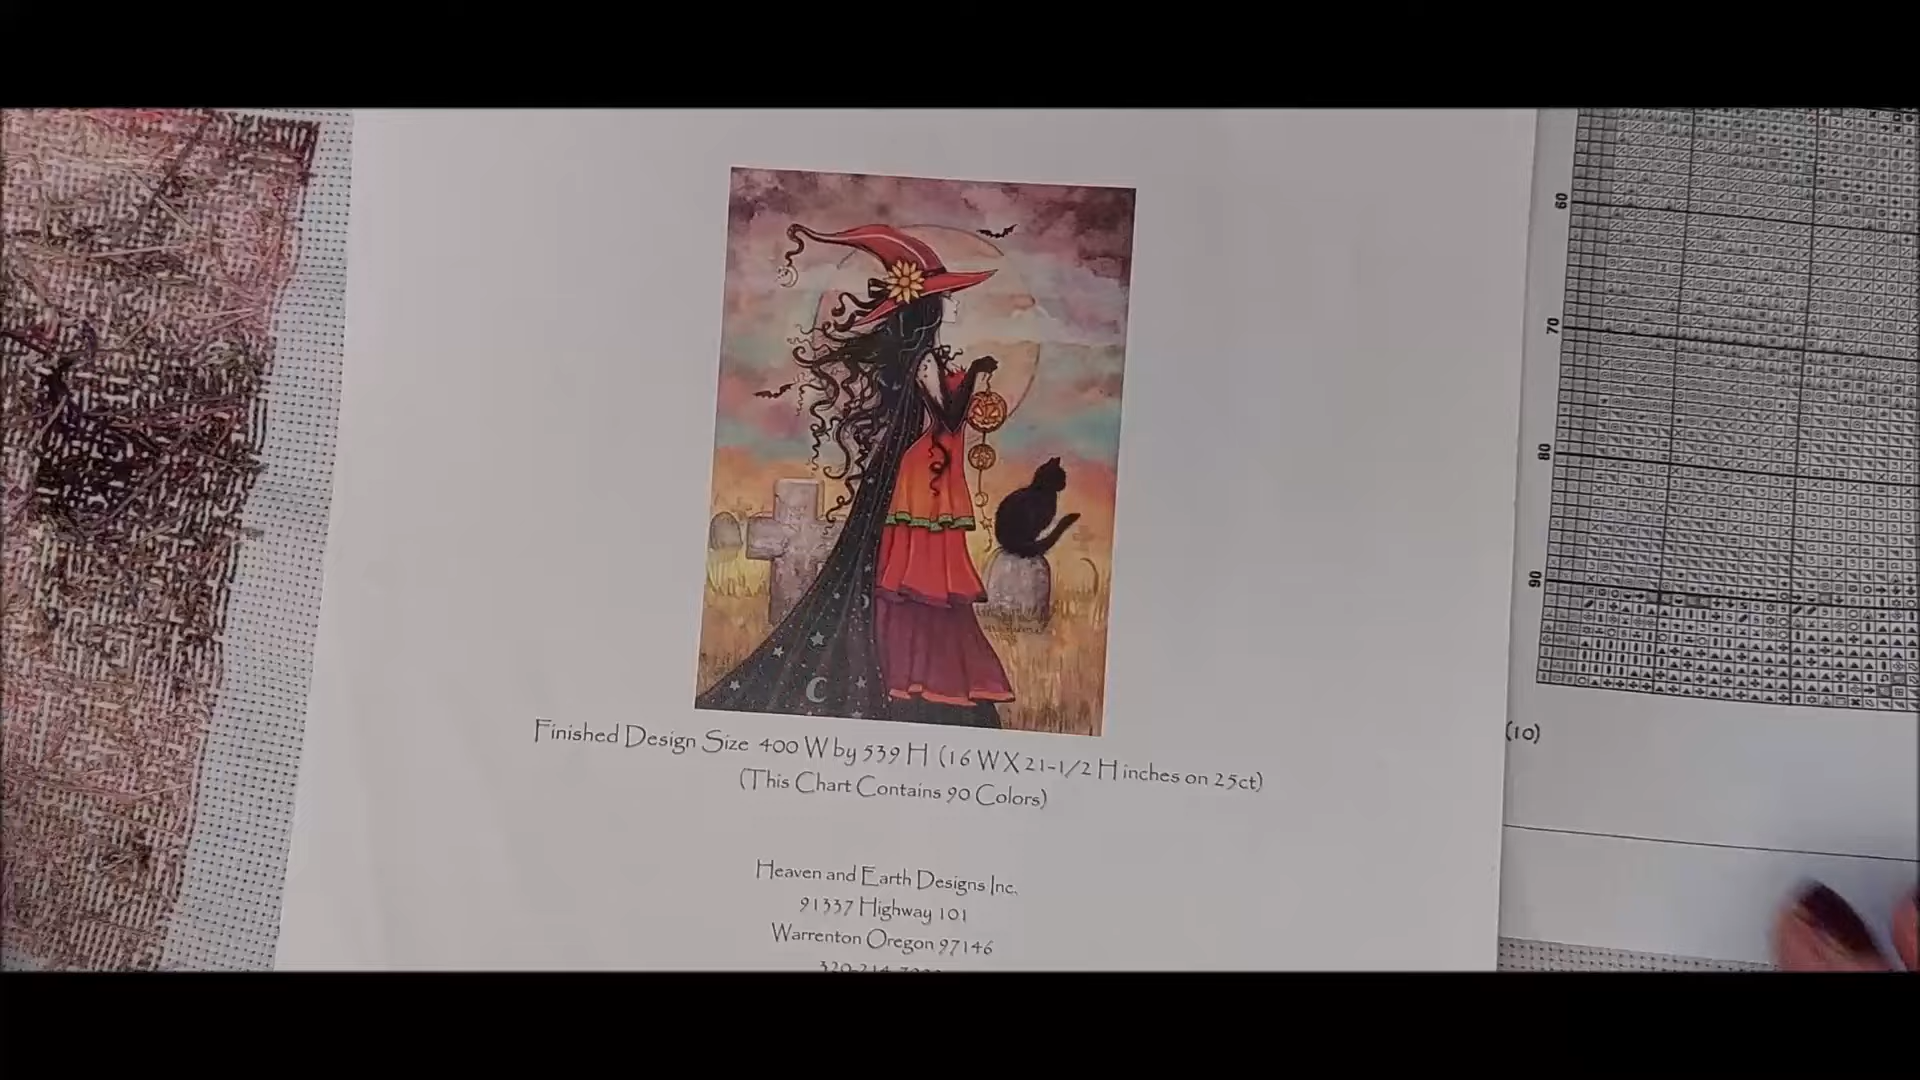 Finished Design Size 400 W by 539 H (16 W X 21-1/2 H inches on 25ct)
(This Chart Contains 90 Colors)
Heaven and Earth Designs Inc.
91337 Highway 101
Warrenton Oregon 97146
60
70
80
90
(10)